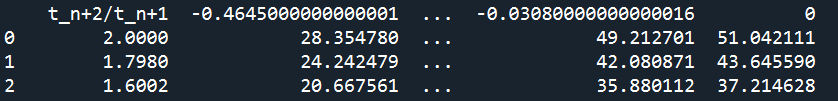 t_n+2/t_n+1 -0.4645000000000001 ... -0.03080000000000016 0
0 2.0000 28.354780 ... 49.212701 51.042111
1 1.7980 24.242479 ... 42.080871 43.645590
2 1.6002 20.667561 ... 35.880112 37.214628